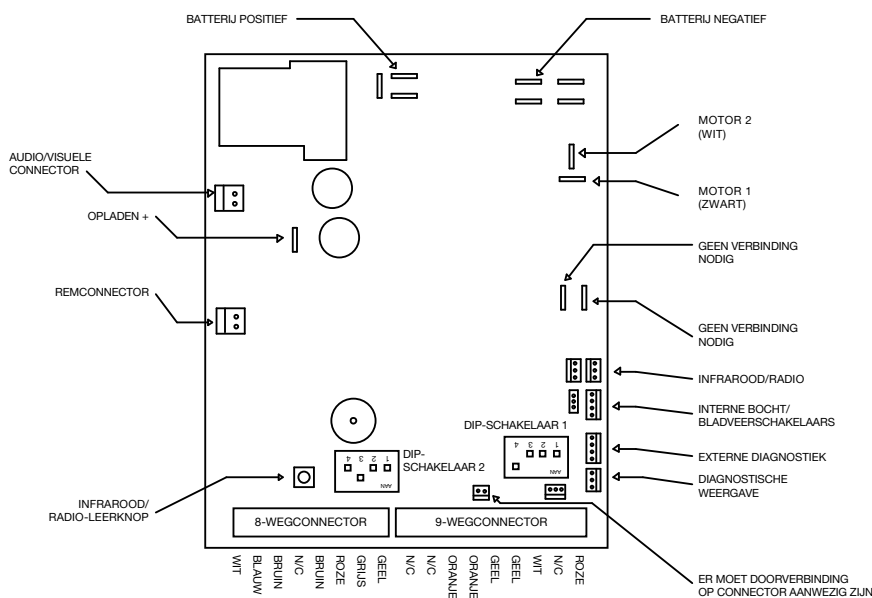 BATTERIJ POSITIEF
BATTERIJ NEGATIEF
MOTOR 2
(WIT)
AUDIO/VISUELE
CONNECTOR
MOTOR 1
(ZWART)
OPLADEN +
GEEN VERBINDING
NODIG
REMCONNECTOR
GEEN VERBINDING
NODIG
INFRAROOD/RADIO
INTERNE BOCHT/
BLADVEERSCHAKELAARS
DIP-SCHAKELAAR 1
4 3 2 1
AAN
DIP-
SCHAKELAAR 2
4 3 2 1
AAN
EXTERNE DIAGNOSTIEK
DIAGNOSTISCHE
WEERGAVE
INFRAROOD/
RADIO-LEERKNOP
8-WEGCONNECTOR
9-WEGCONNECTOR
WIT
BLAUW
BRUIN
N/C
BRUIN
ROZE
GRIJS
GEEL
N/C
N/C
ORANJE
ORANJE
GEEL
GEEL
WIT
N/C
ROZE
ER MOET DOORVERBINDING
OP CONNECTOR AANWEZIG ZIJN